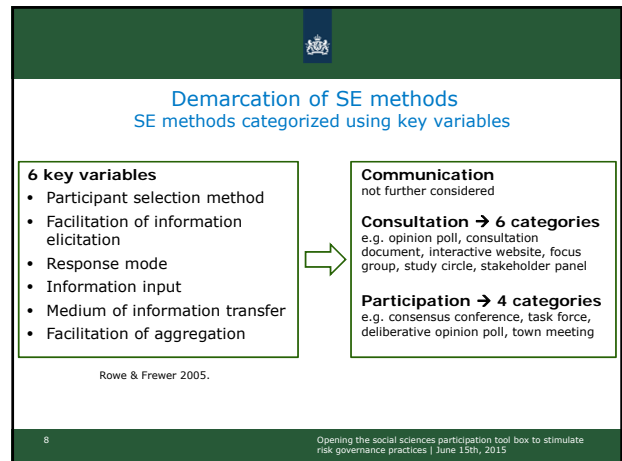 Demarcation of SE methods
SE methods categorized using key variables
6 key variables
• Participant selection method
• Facilitation of information
elicitation
• Response mode
• Information input
• Medium of information transfer
• Facilitation of aggregation
Rowe & Frewer 2005.
Communication
not further considered
Consultation → 6 categories
e.g. opinion poll, consultation
document, interactive website, focus
group, study circle, stakeholder panel
Participation → 4 categories
e.g. consensus conference, task force,
deliberative opinion poll, town meeting
8
Opening the social sciences participation tool box to stimulate
risk governance practices | June 15th, 2015